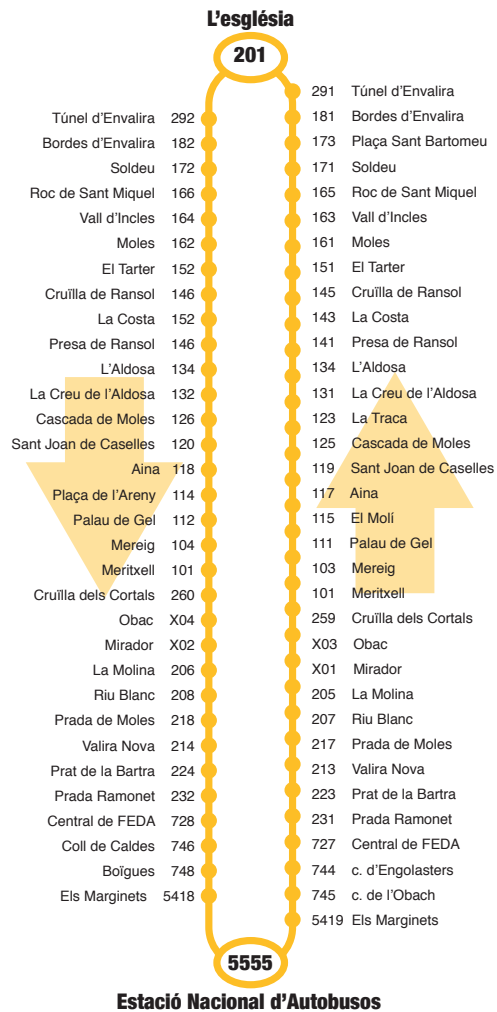 L'església
201
Túnel d'Envalira 292
Bordes d'Envalira 182
Soldeu 172
Roc de Sant Miquel 166
Vall d'Incles 164
Moles 162
El Tarter 152
Cruïlla de Ransol 146
La Costa 152
Presa de Ransol 146
L'Aldosa 134
La Creu de l'Aldosa 132
Cascada de Moles 126
Sant Joan de Caselles 120
Aina 118
Plaça de l'Areny 114
Palau de Gel 112
Mereig 104
Meritxell 101
Cruïlla dels Cortals 260
Obac X04
Mirador X02
La Molina 206
Riu Blanc 208
Prada de Moles 218
Valira Nova 214
Prat de la Bartra 224
Prada Ramonet 232
Central de FEDA 728
Coll de Caldes 746
Boïgues 748
Els Marginets 5418
291 Túnel d'Envalira
181 Bordes d'Envalira
173 Plaça Sant Bartomeu
171 Soldeu
165 Roc de Sant Miquel
163 Vall d'Incles
161 Moles
151 El Tarter
145 Cruïlla de Ransol
143 La Costa
141 Presa de Ransol
134 L'Aldosa
131 La Creu de l'Aldosa
123 La Traca
125 Cascada de Moles
119 Sant Joan de Caselles
117 Aina
115 El Molí
111 Palau de Gel
103 Mereig
101 Meritxell
259 Cruïlla dels Cortals
X03 Obac
X01 Mirador
205 La Molina
207 Riu Blanc
217 Prada de Moles
213 Valira Nova
223 Prat de la Bartra
231 Prada Ramonet
727 Central de FEDA
744 c. d'Engolasters
745 c. de l'Obach
5419 Els Marginets
5555
Estació Nacional d'Autobusos